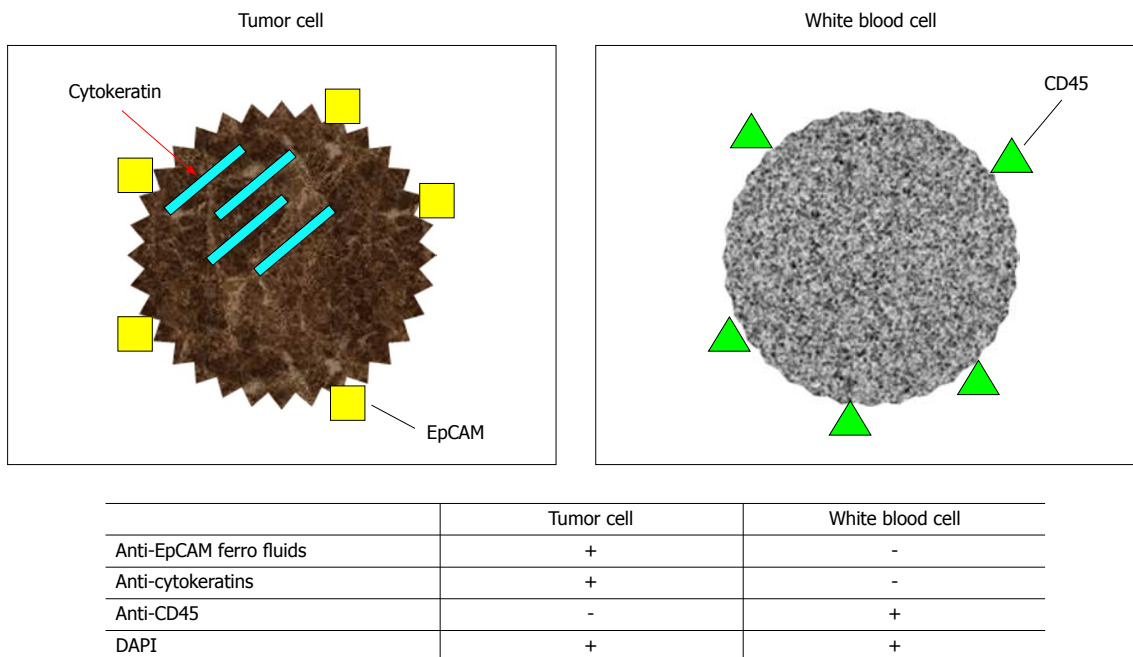 Tumor cell
White blood cell
Cytokeratin
CD45
EpCAM
Tumor cell White blood cell
Anti-EpCAM ferro fluids + -
Anti-cytokeratins + -
Anti-CD45 - +
DAPI + +